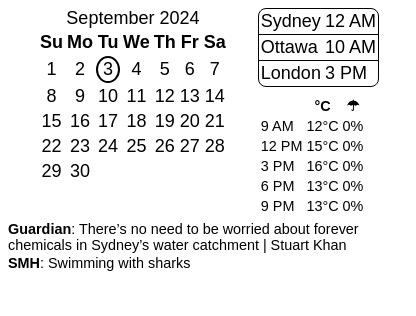 September 2024
Su Mo Tu We Th Fr Sa
1 2 3 4 5 6 7
8 9 10 11 12 13 14
15 16 17 18 19 20 21
22 23 24 25 26 27 28
29 30
Sydney 12 AM
Ottawa 10 AM
London 3 PM
°C ☂
9 AM 12°C 0%
12 PM 15°C 0%
3 PM 16°C 0%
6 PM 13°C 0%
9 PM 13°C 0%
Guardian: There’s no need to be worried about forever
chemicals in Sydney’s water catchment | Stuart Khan
SMH: Swimming with sharks